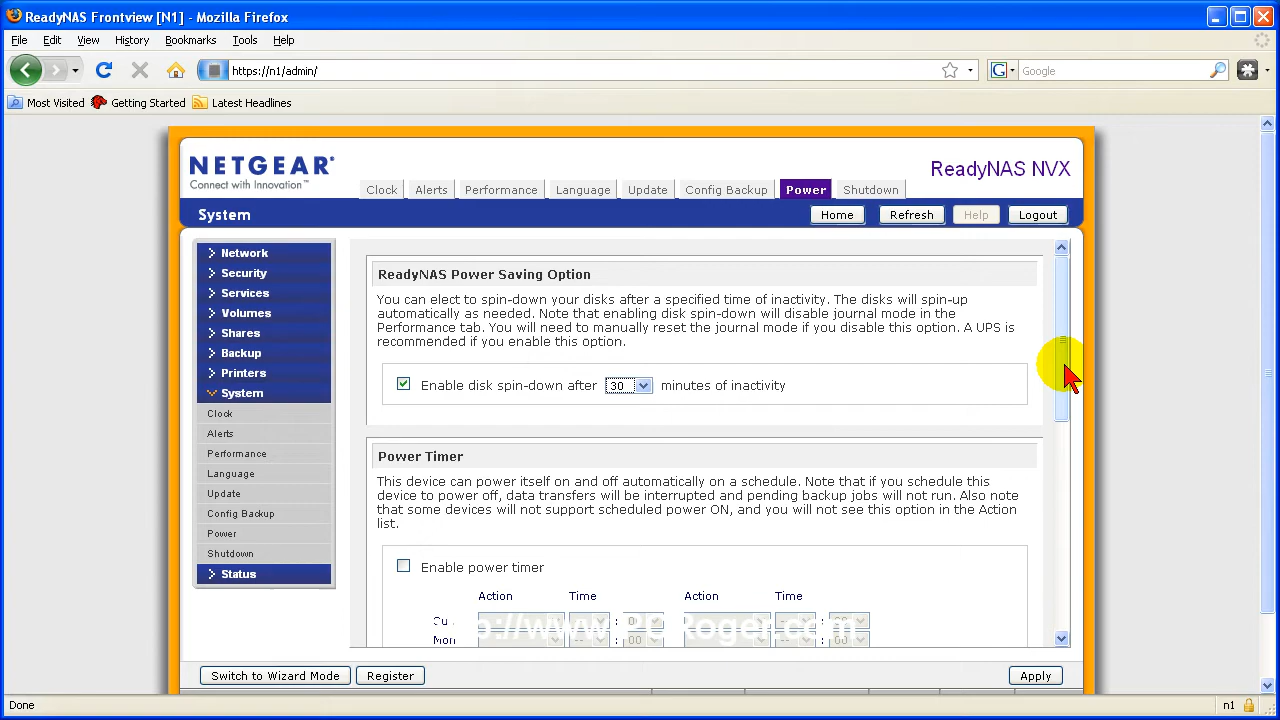 ReadyNAS Frontview [N1] - Mozilla Firefox
File Edit View History Bookmarks Tools Help
https://n1/admin/
G Google
Most Visited Getting Started Latest Headlines
NETGEAR®
Connect with Innovation™
ReadyNAS NVX
Clock Alerts Performance Language Update Config Backup Power Shutdown
System
Home Refresh Help Logout
Network
Security
Services
Volumes
Shares
Backup
Printers
System
Clock
Alerts
Performance
Language
Update
Config Backup
Power
Shutdown
Status
ReadyNAS Power Saving Option
You can elect to spin-down your disks after a specified time of inactivity. The disks will spin-up
automatically as needed. Note that enabling disk spin-down will disable journal mode in the
Performance tab. You will need to manually reset the journal mode if you disable this option. A UPS is
recommended if you enable this option.
Enable disk spin-down after 30 minutes of inactivity
Power Timer
This device can power itself on and off automatically on a schedule. Note that if you schedule this
device to power off, data transfers will be interrupted and pending backup jobs will not run. Also note
that some devices will not support scheduled power ON, and you will not see this option in the Action
list.
Enable power timer
Action Time Action Time
: :
Mon : 00 : 00
Switch to Wizard Mode Register Apply
Done n1